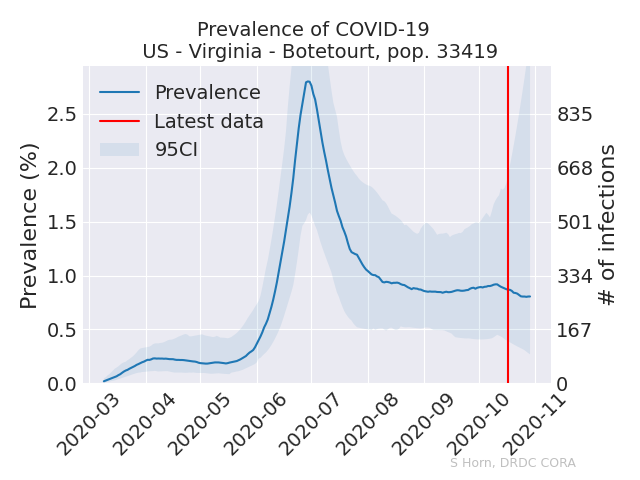 Prevalence of COVID-19
US - Virginia - Botetourt, pop. 33419
Prevalence
Latest data
95CI
Prevalence (%)
2.5
2.0
1.5
1.0
0.5
0.0
835
668
501
334
167
0
# of infections
2020-03
2020-04
2020-05
2020-06
2020-07
2020-08
2020-09
2020-10
2020-11
S Horn, DRDC CORA